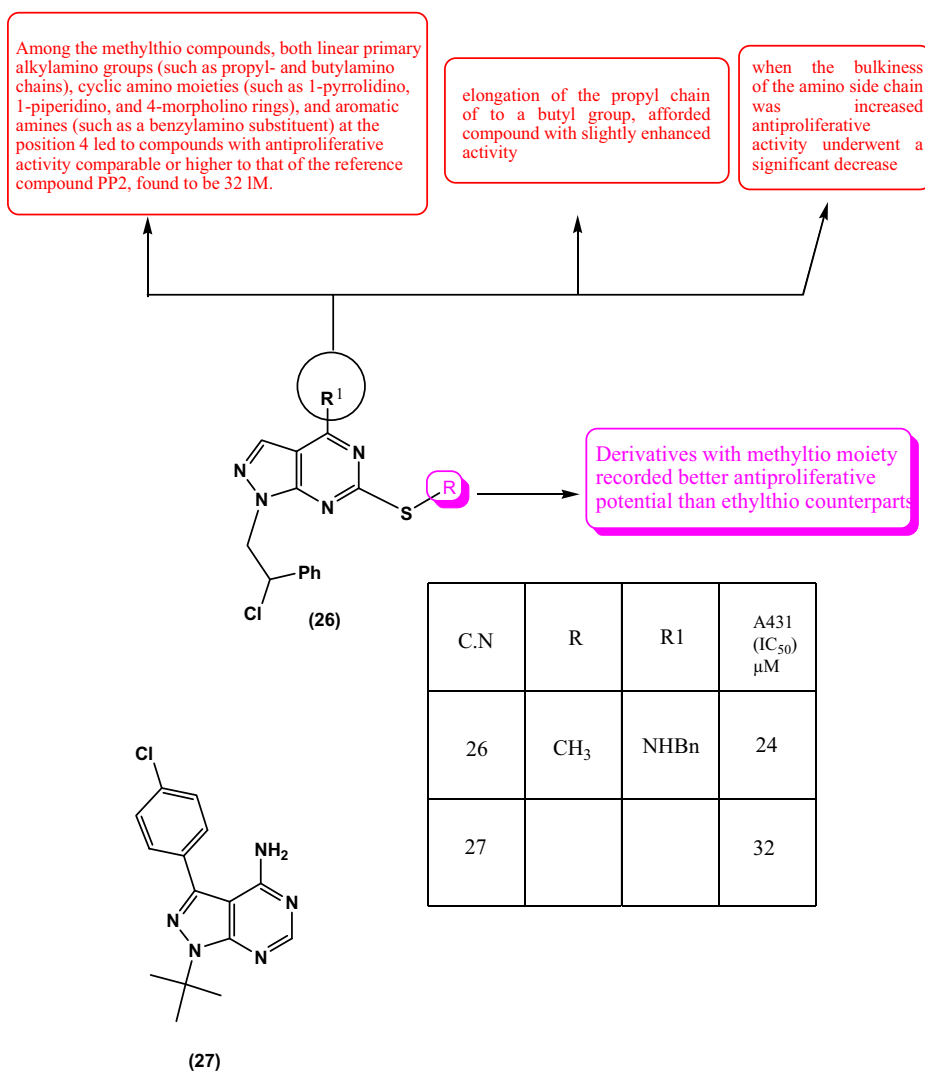 Among the methylthio compounds, both linear primary
alkylamino groups (such as propyl- and butylamino
chains), cyclic amino moieties (such as 1-pyrrolidino,
1-piperidino, and 4-morpholino rings), and aromatic
amines (such as a benzylamino substituent) at the
position 4 led to compounds with antiproliferative
activity comparable or higher to that of the reference
compound PP2, found to be 32 lM.
elongation of the propyl chain
of to a butyl group, afforded
compound with slightly enhanced
activity
when the bulkiness
of the amino side chain
was increased
antiproliferative
activity underwent a
significant decrease
R1
N
N
N
N
S
R
Ph
Cl
(26)
Derivatives with methyltio moiety
recorded better antiproliferative
potential than ethylthio counterparts
C.N
R
R1
A431
(IC50)
µM
26
CH3
NHBn
24
27
32
Cl
NH2
N
N
N
N
(27)